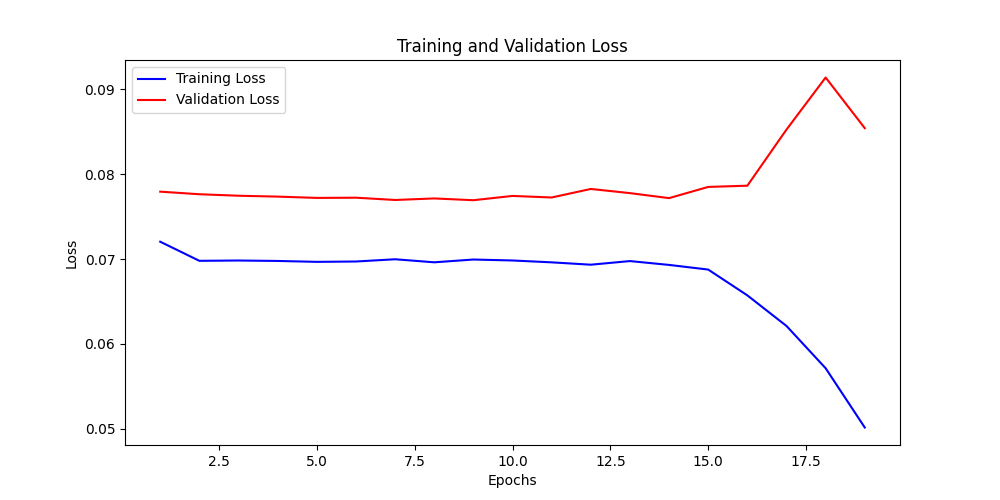 Training and Validation Loss
Training Loss
Validation Loss
0.09
0.08
0.07
0.06
0.05
Loss
2.5
5.0
7.5
10.0
12.5
15.0
17.5
Epochs